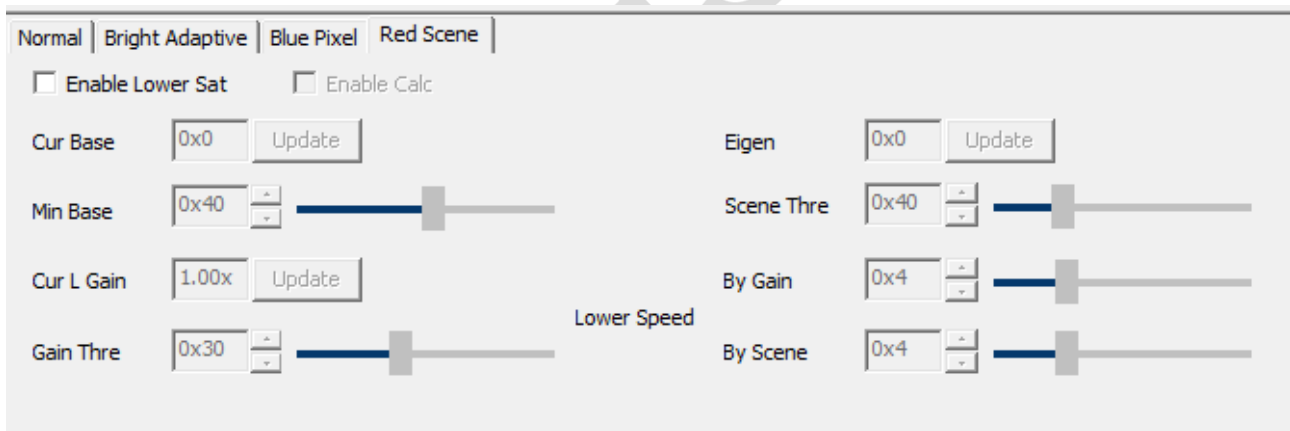 Normal Bright Adaptive Blue Pixel Red Scene
Enable Lower Sat Enable Calc
Cur Base 0x0 Update Eigen 0x0 Update
Min Base 0x40 Scene Thre 0x40
Cur L Gain 1.00x Update By Gain 0x4
Lower Speed
Gain Thre 0x30 By Scene 0x4